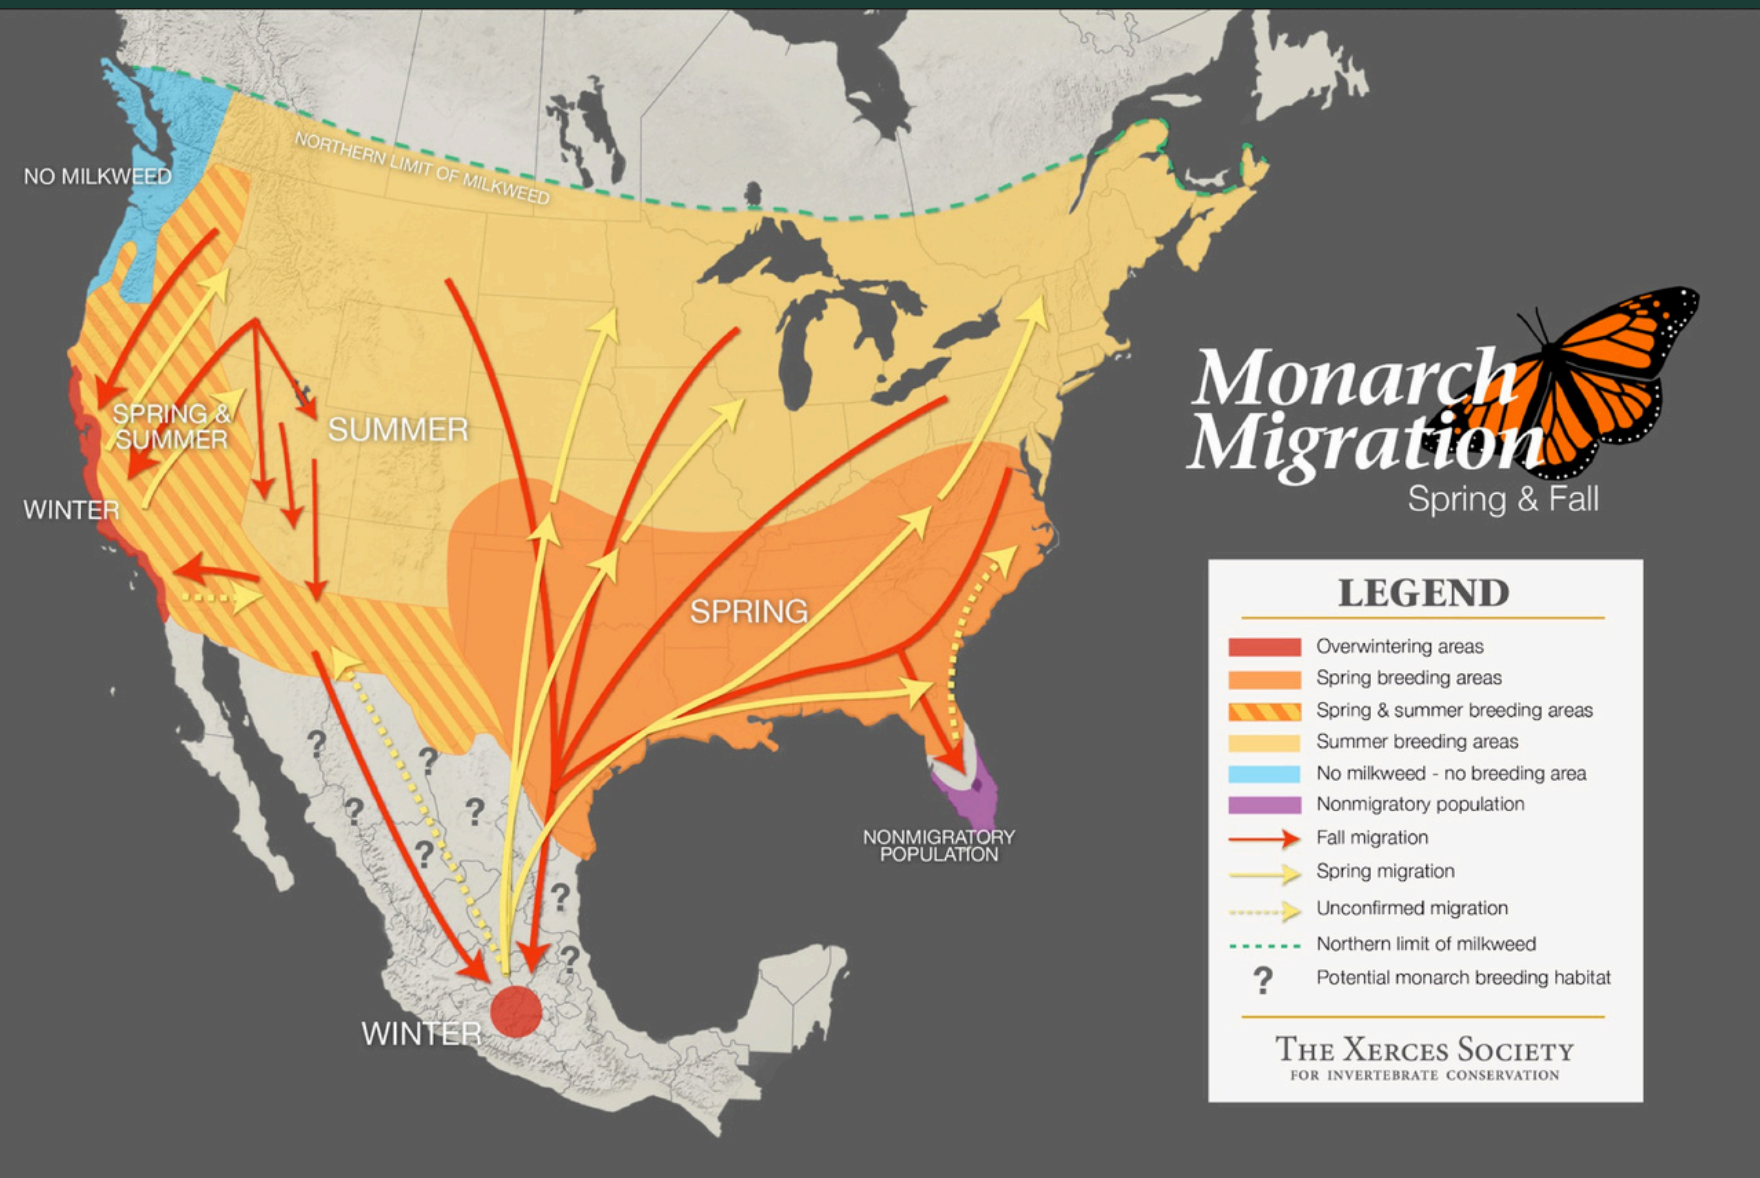 NORTHERN LIMIT OF MILKWEED
NO MILKWEED
SPRING &
SUMMER
SUMMER
WINTER
SPRING
NONMIGRATORY
POPULATION
WINTER
?
?
?
?
?
?
?
Monarch
Migration
Spring & Fall
LEGEND
Overwintering areas
Spring breeding areas
Spring & summer breeding areas
Summer breeding areas
No milkweed - no breeding area
Nonmigratory population
Fall migration
Spring migration
Unconfirmed migration
Northern limit of milkweed
? Potential monarch breeding habitat
THE XERCES SOCIETY
FOR INVERTEBRATE CONSERVATION